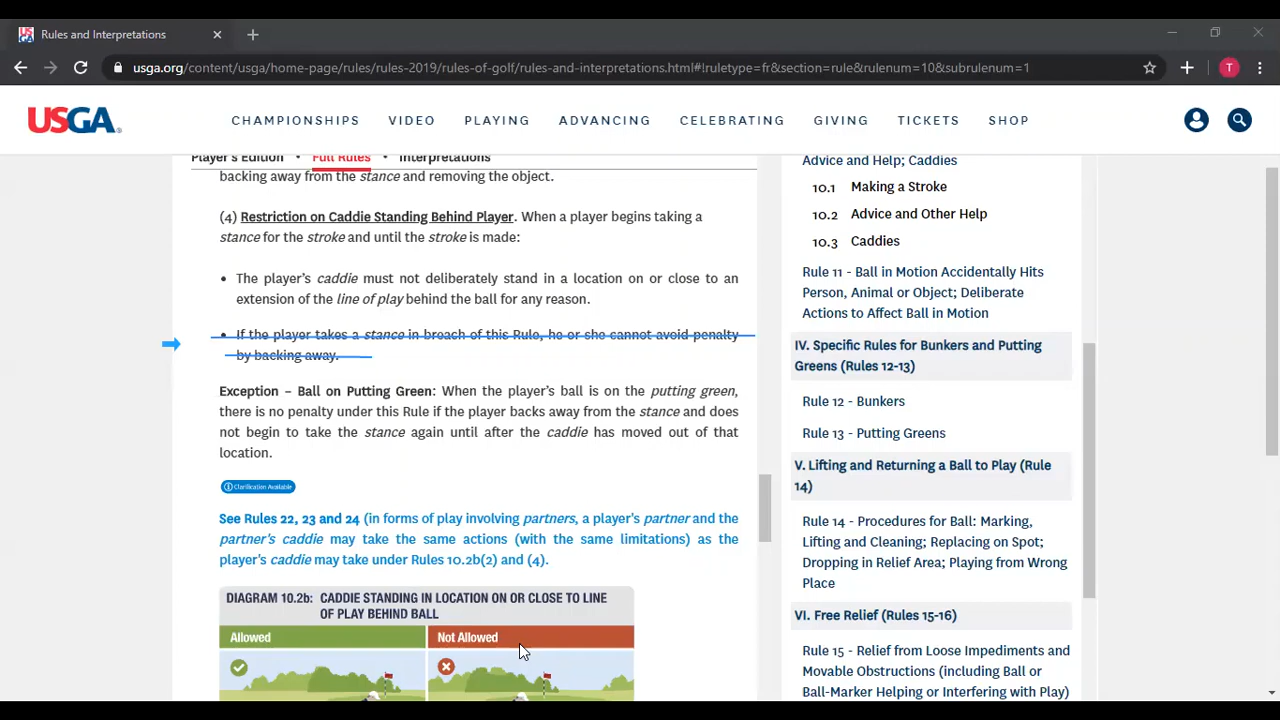 Rules and Interpretations
usga.org/content/usga/home-page/rules/rules-2019/rules-of-golf/rules-and-interpretations.html#!ruletype=fr&section=rule&rulenum=10&subrulenum=1
T
USGA
CHAMPIONSHIPS VIDEO PLAYING ADVANCING CELEBRATING GIVING TICKETS SHOP
Player's Edition • Full Rules • Interpretations
backing away from the stance and removing the object.
(4) Restriction on Caddie Standing Behind Player. When a player begins taking a
stance for the stroke and until the stroke is made:
• The player's caddie must not deliberately stand in a location on or close to an
extension of the line of play behind the ball for any reason.
• If the player takes a stance in breach of this Rule, he or she cannot avoid penalty
by backing away.
Exception – Ball on Putting Green: When the player's ball is on the putting green,
there is no penalty under this Rule if the player backs away from the stance and does
not begin to take the stance again until after the caddie has moved out of that
location.
Clarification Available
See Rules 22, 23 and 24 (in forms of play involving partners, a player's partner and the
partner's caddie may take the same actions (with the same limitations) as the
player's caddie may take under Rules 10.2b(2) and (4).
DIAGRAM 10.2b: CADDIE STANDING IN LOCATION ON OR CLOSE TO LINE
OF PLAY BEHIND BALL
Allowed Not Allowed
Advice and Help; Caddies
10.1 Making a Stroke
10.2 Advice and Other Help
10.3 Caddies
Rule 11 - Ball in Motion Accidentally Hits
Person, Animal or Object; Deliberate
Actions to Affect Ball in Motion
IV. Specific Rules for Bunkers and Putting
Greens (Rules 12-13)
Rule 12 - Bunkers
Rule 13 - Putting Greens
V. Lifting and Returning a Ball to Play (Rule
14)
Rule 14 - Procedures for Ball: Marking,
Lifting and Cleaning; Replacing on Spot;
Dropping in Relief Area; Playing from Wrong
Place
VI. Free Relief (Rules 15-16)
Rule 15 - Relief from Loose Impediments and
Movable Obstructions (including Ball or
Ball-Marker Helping or Interfering with Play)